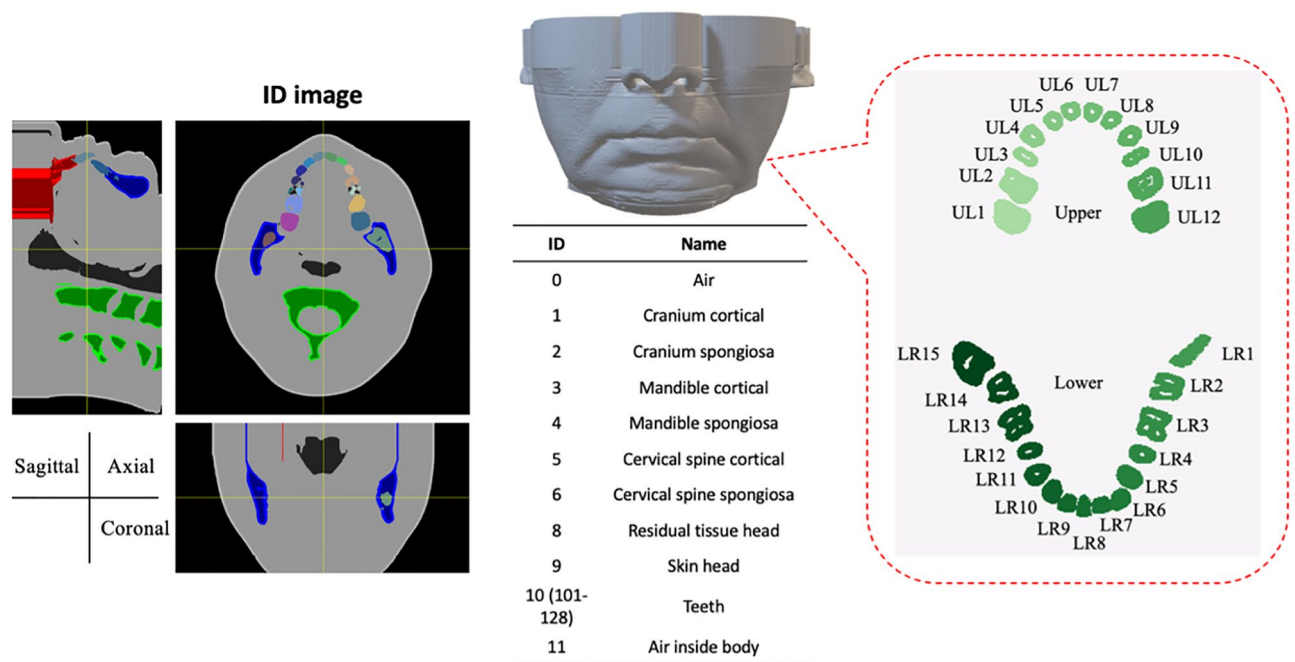 ID image
Sagittal
Axial
Coronal
ID Name
0 Air
1 Cranium cortical
2 Cranium spongiosa
3 Mandible cortical
4 Mandible spongiosa
5 Cervical spine cortical
6 Cervical spine spongiosa
8 Residual tissue head
9 Skin head
10 (101-
128)
Teeth
11 Air inside body
UL6 UL7
UL5 UL8
UL4 UL9
UL3 UL10
UL2 UL11
UL1 Upper UL12
LR15 LR1
Lower
LR14 LR2
LR13 LR3
LR12 LR4
LR11 LR5
LR10 LR6
LR9 LR7
LR8